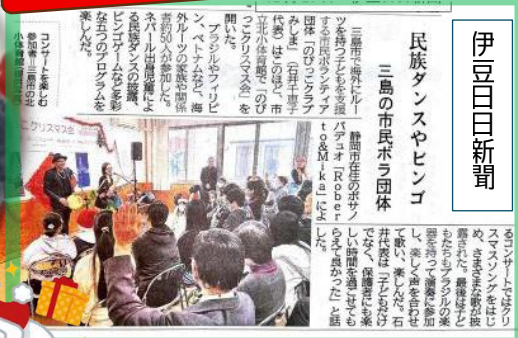 伊豆日日新聞
民族ダンスやビンゴ
三島の市民ボラ団体
三島市で海外にルー
ツを持つ子どもを支援
する市民ボランティア
団体「のびっこクラブ
みしま」(石井千恵子
代表)はこのほど、市
立北小体育館で「のび
っこクリスマス会」を
開いた。
ブラジルやフィリピ
ン、ベトナムなど、海
外ルーツの家族や関係
者約50人が参加した。
ネパール出身児童によ
る民族ダンスの披露、
ビンゴゲームなど多彩
な五つのプログラムを
楽しんだ。
静岡市在住のボサノ
バデュオ「Rober
to&Mika」によ
るコンサートではクリ
スマスソングをはじ
め、さまざまな歌が披
露された。最後は子ど
もたちもブラジルの楽
器を持って演奏に参加
し、楽しく声を合わせ
て歌い、楽しんだ。石
井代表は「子どもだけ
でなく、保護者にも楽
しい時間を過ごせても
らえて良かった」と話
した。
コンサートを楽しむ
参加者=三島市の北
小体育館
クリスマス会